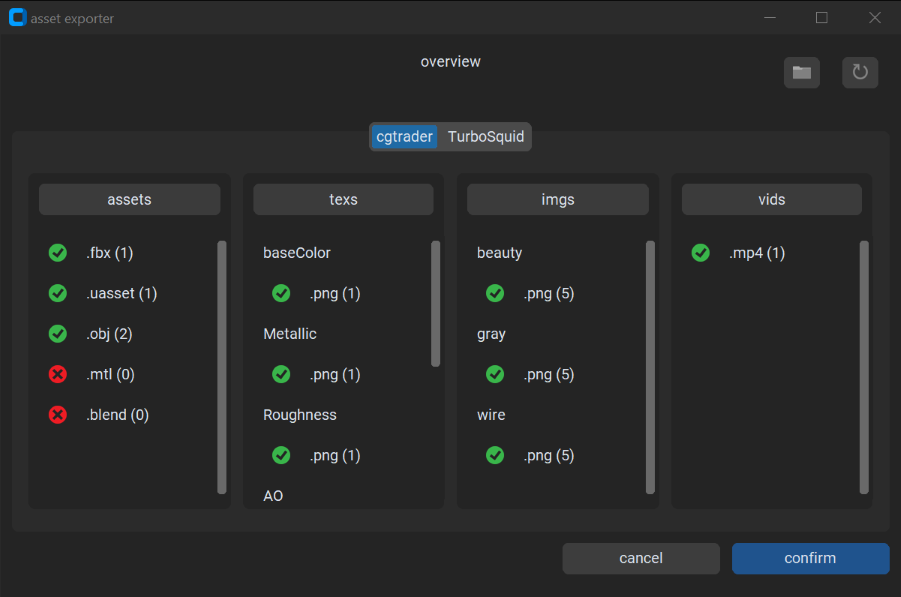 asset exporter
overview
cgtrader TurboSquid
assets
.fbx (1)
.uasset (1)
.obj (2)
.mtl (0)
.blend (0)
texs
baseColor
.png (1)
Metallic
.png (1)
Roughness
.png (1)
AO
imgs
beauty
.png (5)
gray
.png (5)
wire
.png (5)
vids
.mp4 (1)
cancel
confirm